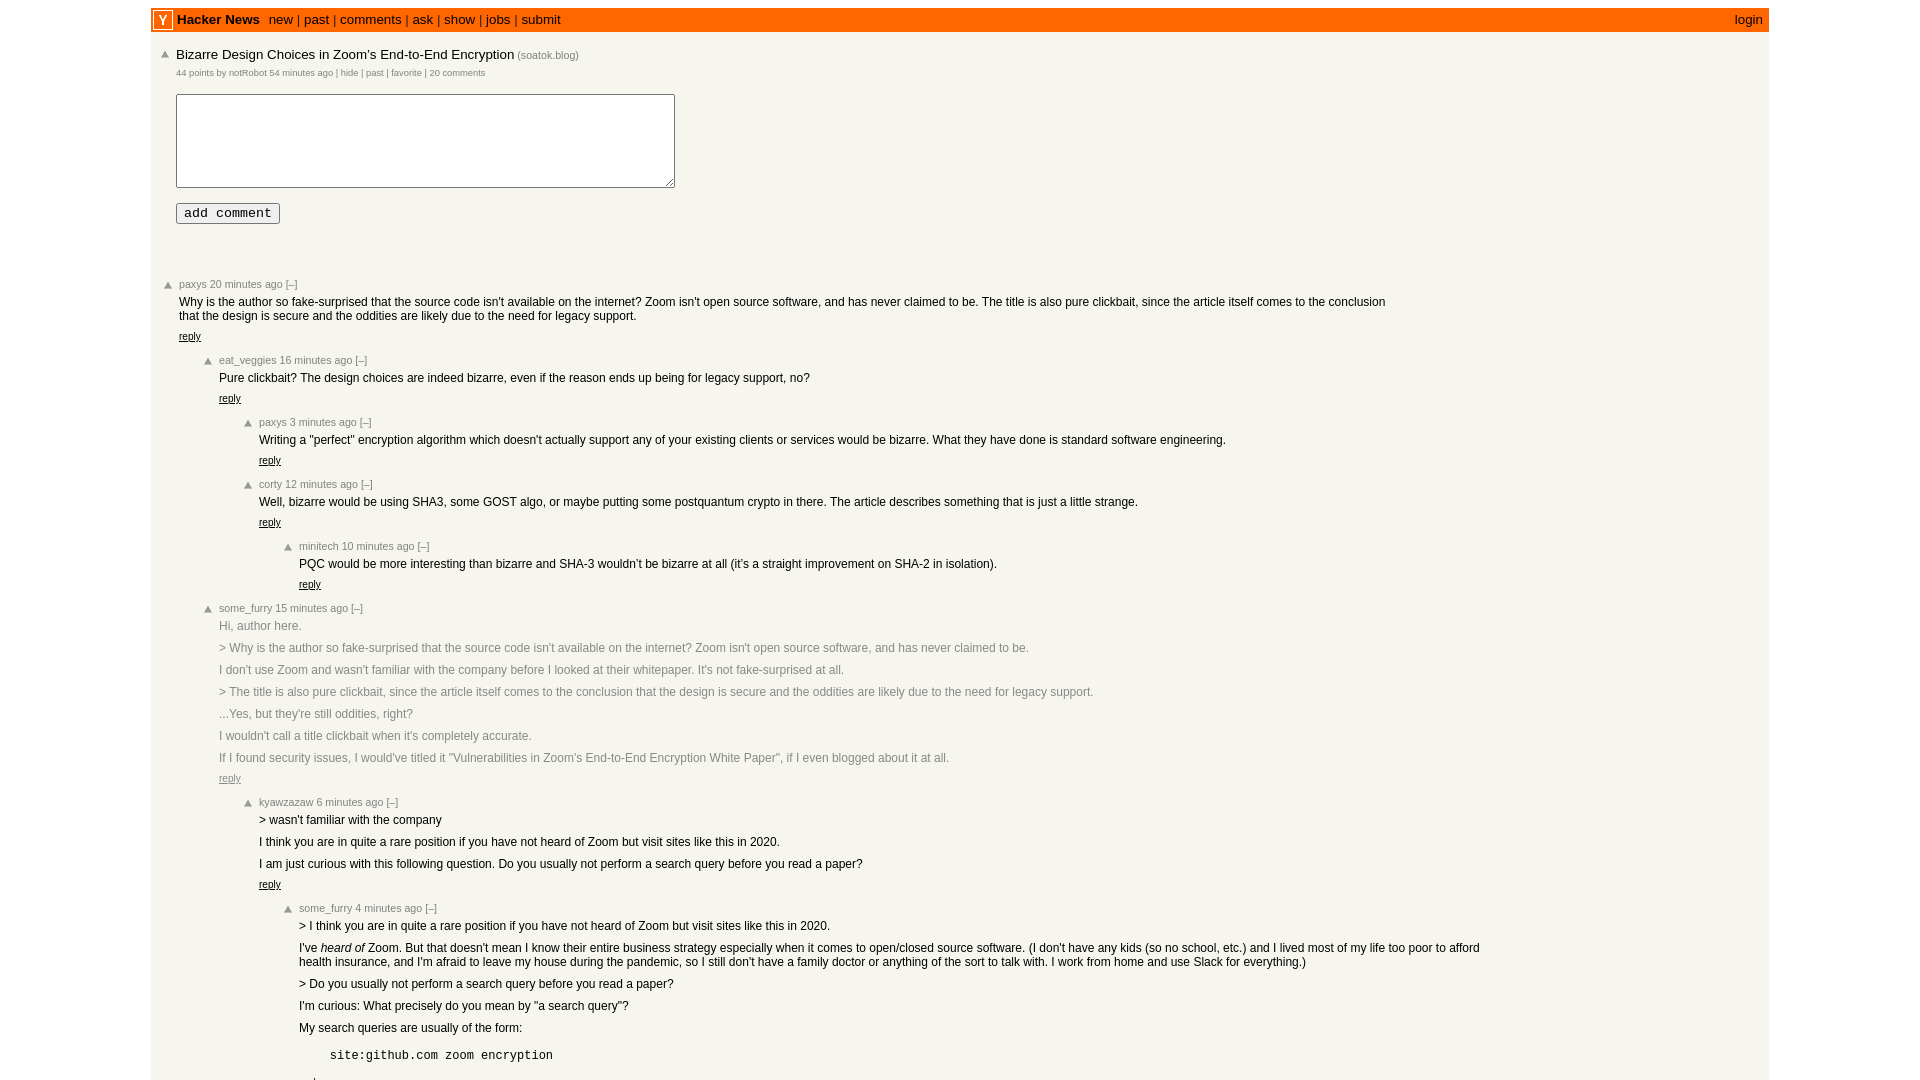 Y Hacker News new | past | comments | ask | show | jobs | submit login
Bizarre Design Choices in Zoom's End-to-End Encryption (soatok.blog)
44 points by notRobot 54 minutes ago | hide | past | favorite | 20 comments
add comment
paxys 20 minutes ago [–]
Why is the author so fake-surprised that the source code isn't available on the internet? Zoom isn't open source software, and has never claimed to be. The title is also pure clickbait, since the article itself comes to the conclusion
that the design is secure and the oddities are likely due to the need for legacy support.
reply
eat_veggies 16 minutes ago [–]
Pure clickbait? The design choices are indeed bizarre, even if the reason ends up being for legacy support, no?
reply
paxys 3 minutes ago [–]
Writing a "perfect" encryption algorithm which doesn't actually support any of your existing clients or services would be bizarre. What they have done is standard software engineering.
reply
corty 12 minutes ago [–]
Well, bizarre would be using SHA3, some GOST algo, or maybe putting some postquantum crypto in there. The article describes something that is just a little strange.
reply
minitech 10 minutes ago [–]
PQC would be more interesting than bizarre and SHA-3 wouldn’t be bizarre at all (it’s a straight improvement on SHA-2 in isolation).
reply
some_furry 15 minutes ago [–]
Hi, author here.
> Why is the author so fake-surprised that the source code isn't available on the internet? Zoom isn't open source software, and has never claimed to be.
I don't use Zoom and wasn't familiar with the company before I looked at their whitepaper. It's not fake-surprised at all.
> The title is also pure clickbait, since the article itself comes to the conclusion that the design is secure and the oddities are likely due to the need for legacy support.
...Yes, but they're still oddities, right?
I wouldn't call a title clickbait when it's completely accurate.
If I found security issues, I would've titled it "Vulnerabilities in Zoom's End-to-End Encryption White Paper", if I even blogged about it at all.
reply
kyawzazaw 6 minutes ago [–]
> wasn't familiar with the company
I think you are in quite a rare position if you have not heard of Zoom but visit sites like this in 2020.
I am just curious with this following question. Do you usually not perform a search query before you read a paper?
reply
some_furry 4 minutes ago [–]
> I think you are in quite a rare position if you have not heard of Zoom but visit sites like this in 2020.
I've heard of Zoom. But that doesn't mean I know their entire business strategy especially when it comes to open/closed source software. (I don't have any kids (so no school, etc.) and I lived most of my life too poor to afford
health insurance, and I'm afraid to leave my house during the pandemic, so I still don't have a family doctor or anything of the sort to talk with. I work from home and use Slack for everything.)
> Do you usually not perform a search query before you read a paper?
I'm curious: What precisely do you mean by "a search query"?
My search queries are usually of the form:
site:github.com zoom encryption